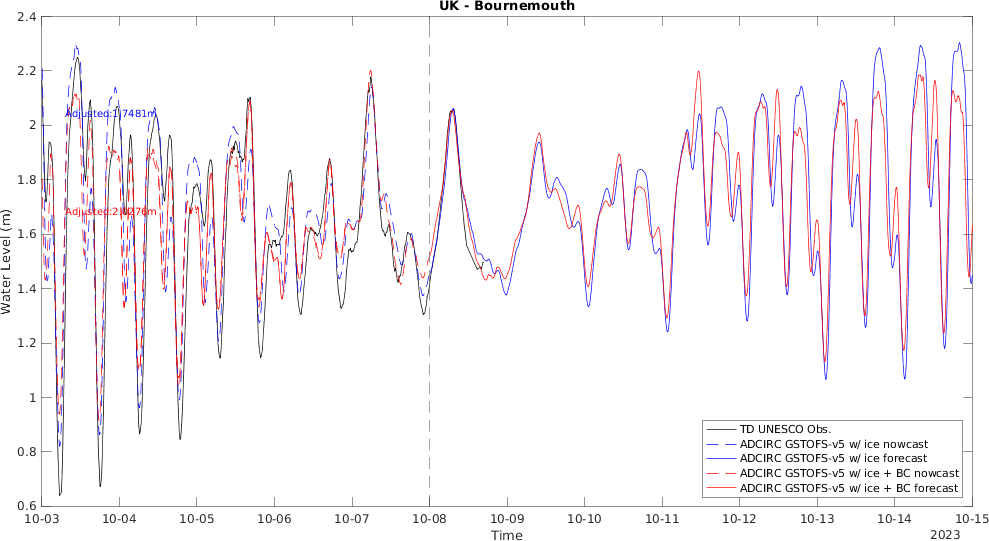 UK - Bournemouth
2.4
2.2
2
1.8
1.6
1.4
1.2
1
0.8
0.6
Water Level (m)
Adjusted:1.7481m
Adjusted:2.0276m
TD UNESCO Obs.
ADCIRC GSTOFS-v5 w/ ice nowcast
ADCIRC GSTOFS-v5 w/ ice forecast
ADCIRC GSTOFS-v5 w/ ice + BC nowcast
ADCIRC GSTOFS-v5 w/ ice + BC forecast
10-03 10-04 10-05 10-06 10-07 10-08 10-09 10-10 10-11 10-12 10-13 10-14 10-15
Time
2023